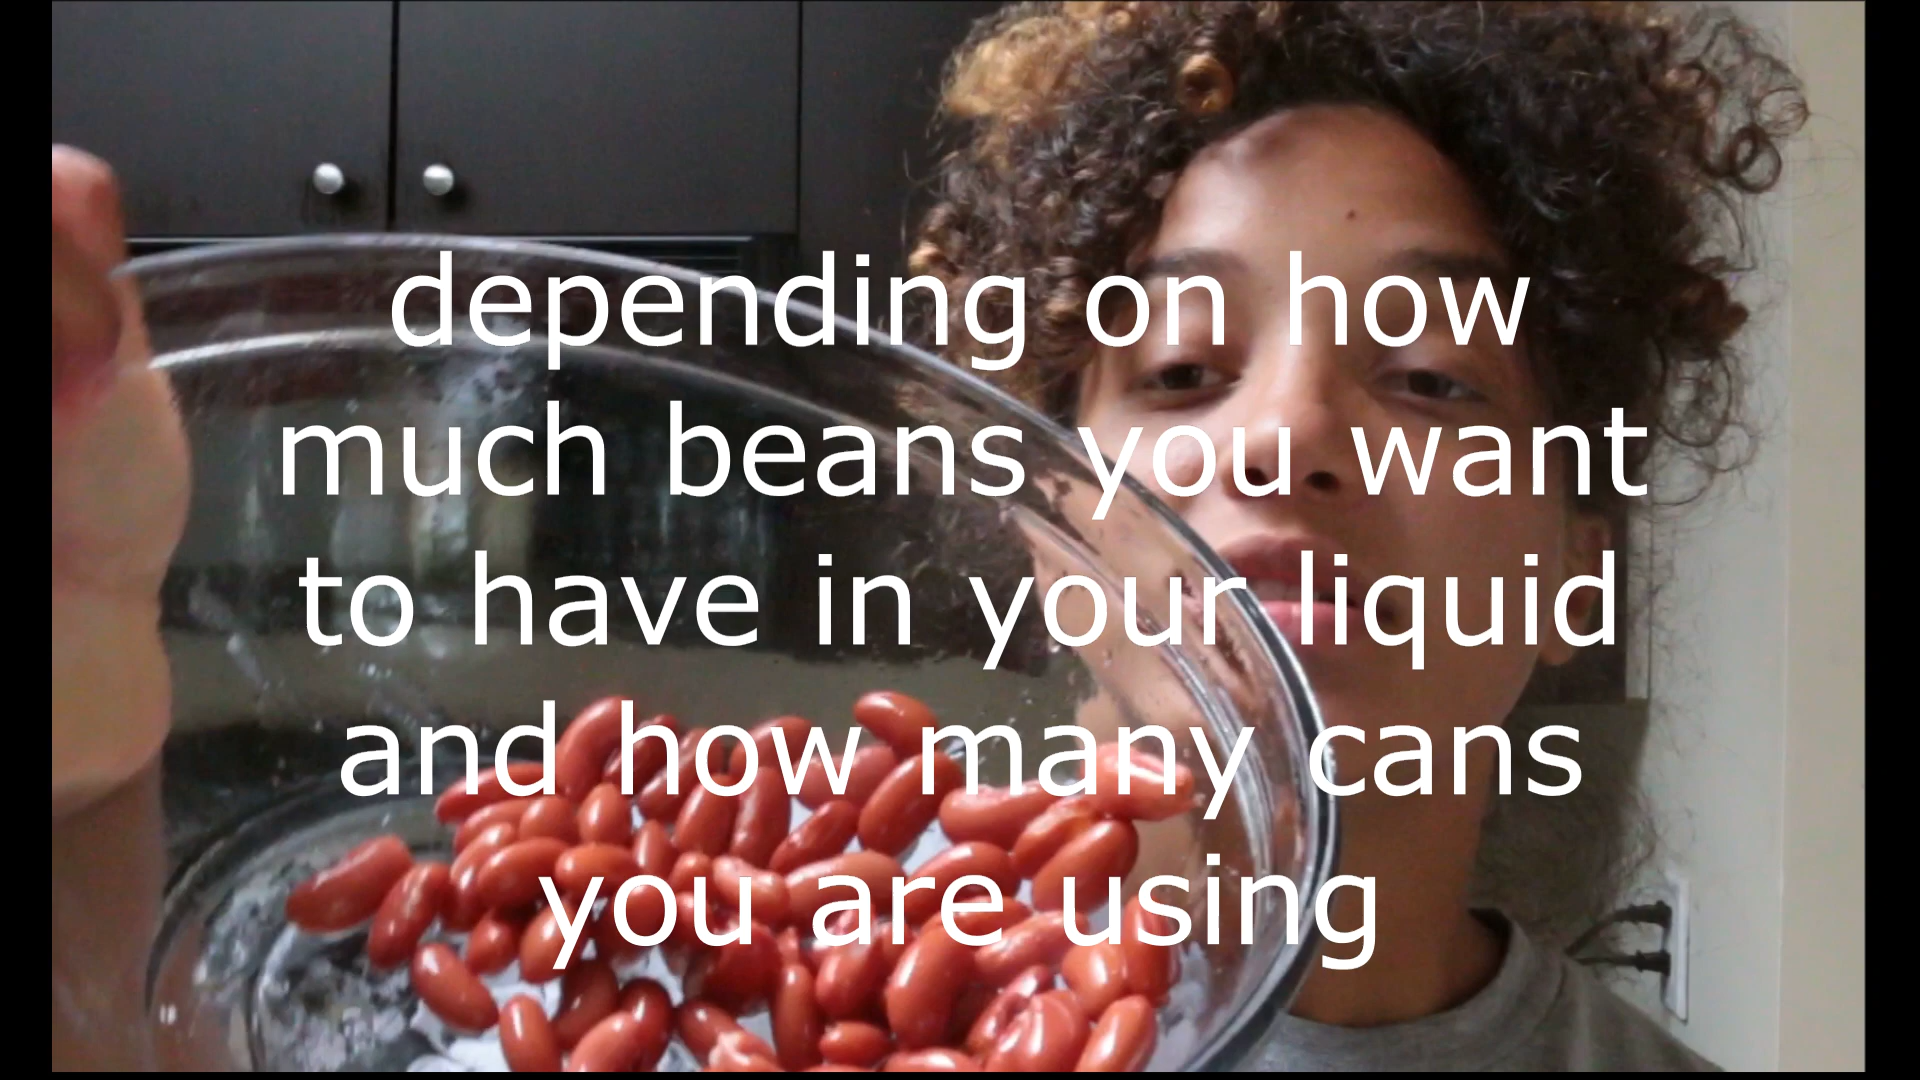 depending on how
much beans you want
to have in your liquid
and how many cans
you are using